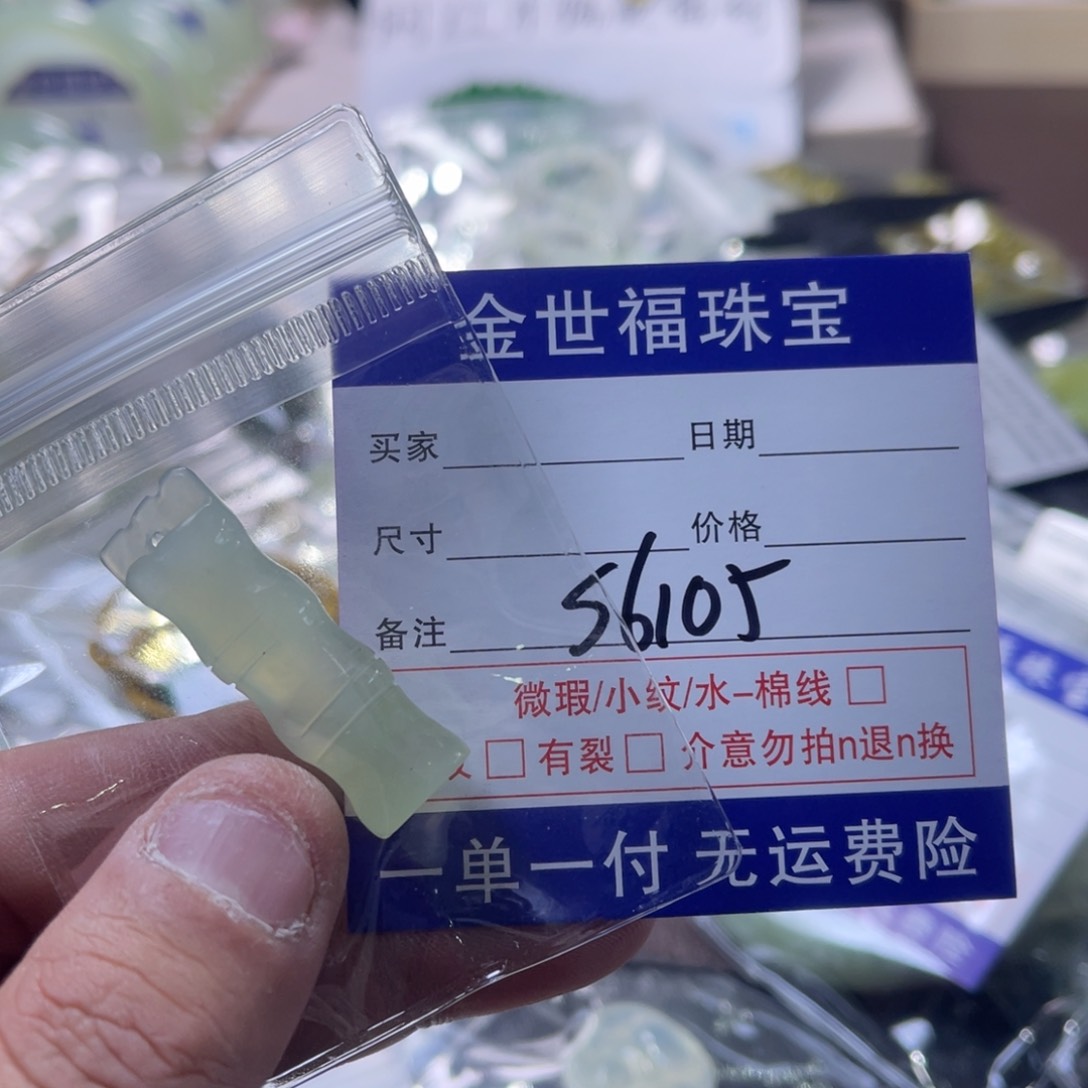 金世福珠宝
买家 日期
尺寸 价格
备注 56105
微瑕/小纹/水-棉线 □
□ 有裂 □ 介意勿拍n退n换
一单一付 无运费险